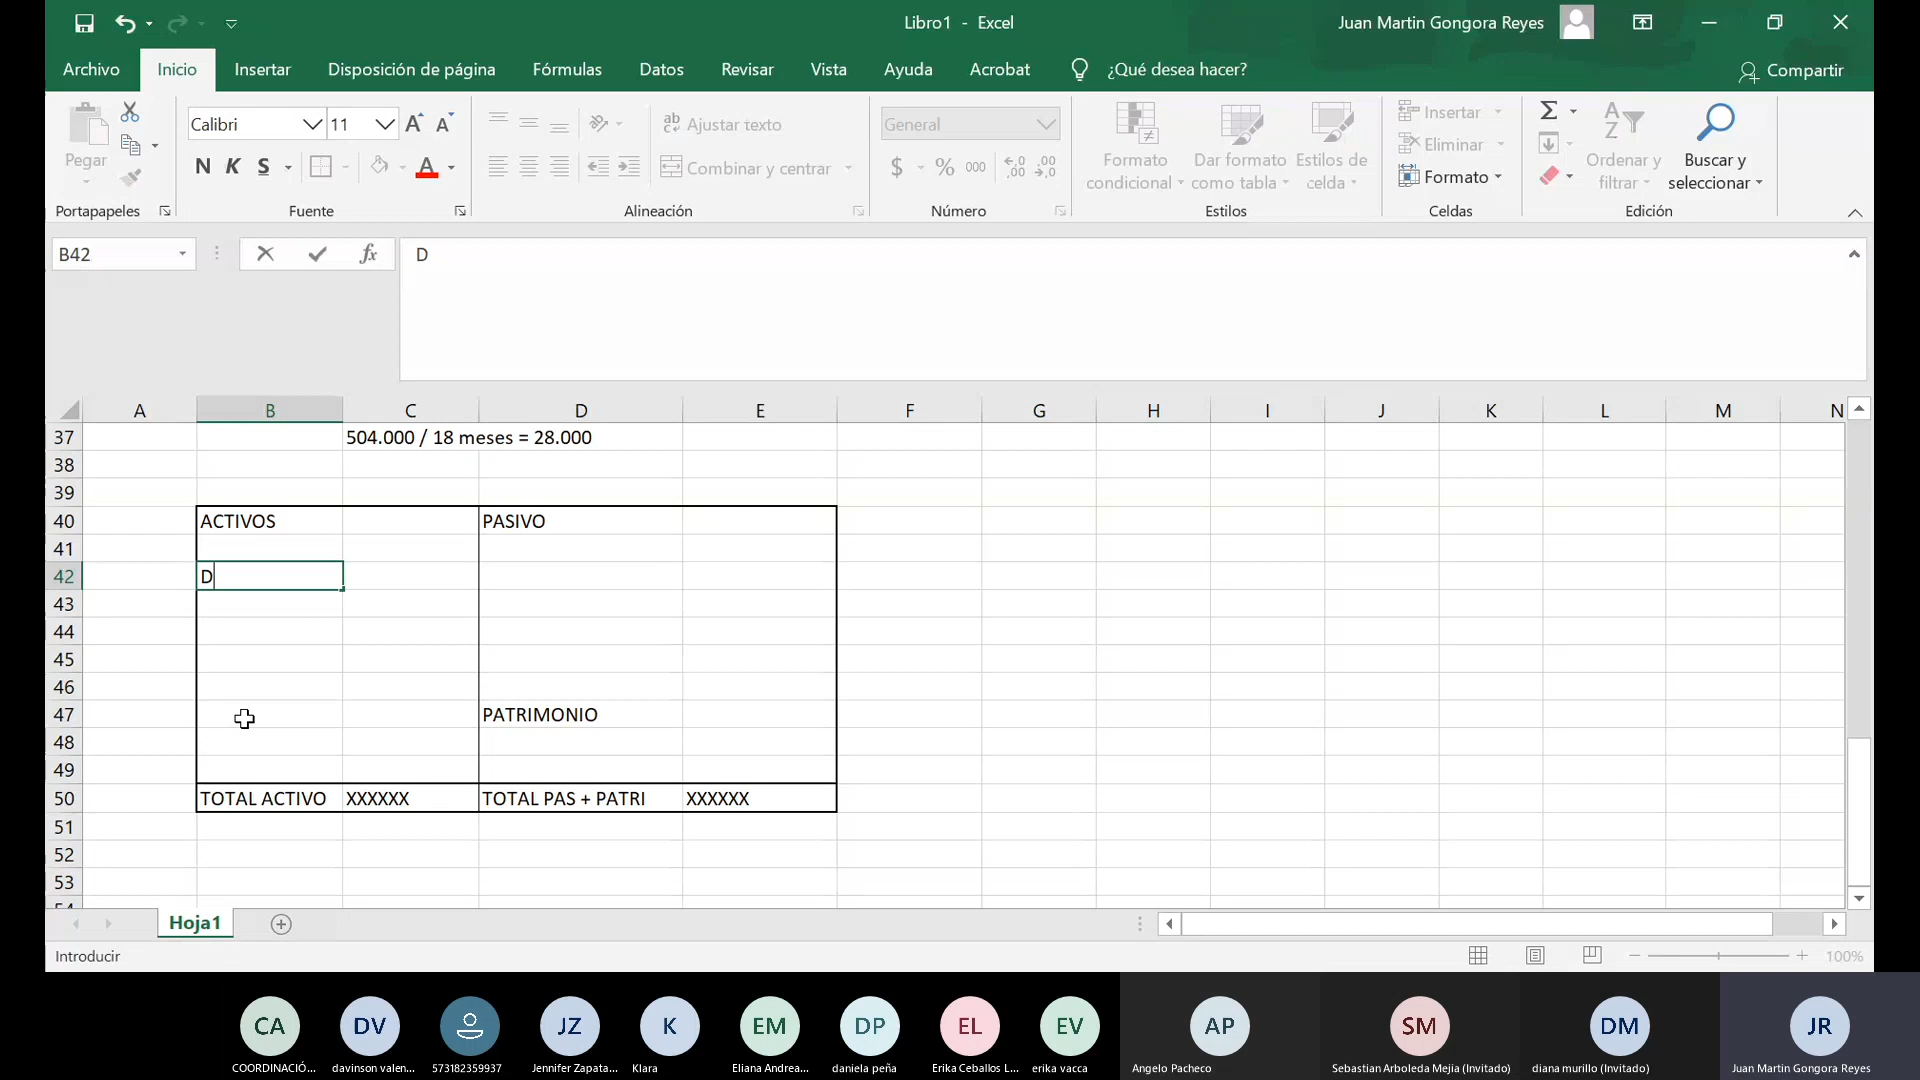 Libro1 - Excel
Juan Martin Gongora Reyes
Archivo Inicio Insertar Disposición de página Fórmulas Datos Revisar Vista Ayuda Acrobat ¿Qué desea hacer? Compartir
Pegar
Portapapeles
Calibri 11
N K S
Fuente
Ajustar texto
Combinar y centrar
Alineación
General
$ % 000
Número
Formato condicional
Dar formato como tabla
Estilos de celda
Estilos
Insertar
Eliminar
Formato
Celdas
Ordenar y filtrar
Buscar y seleccionar
Edición
B42 fx D
A B C D E F G H I J K L M N
37 504.000 / 18 meses = 28.000
38
39
40 ACTIVOS PASIVO
41
42 D
43
44
45
46
47 PATRIMONIO
48
49
50 TOTAL ACTIVO XXXXXX TOTAL PAS + PATRI XXXXXX
51
52
53
54
Hoja1
Introducir 100%
CA DV JZ K EM DP EL EV AP SM DM JR
COORDINACIÓ... davinson valen... 573182359937 Jennifer Zapata... Klara Eliana Andrea... daniela peña Erika Ceballos L... erika vacca Angelo Pacheco Sebastian Arboleda Mejia (Invitado) diana murillo (Invitado) Juan Martin Gongora Reyes